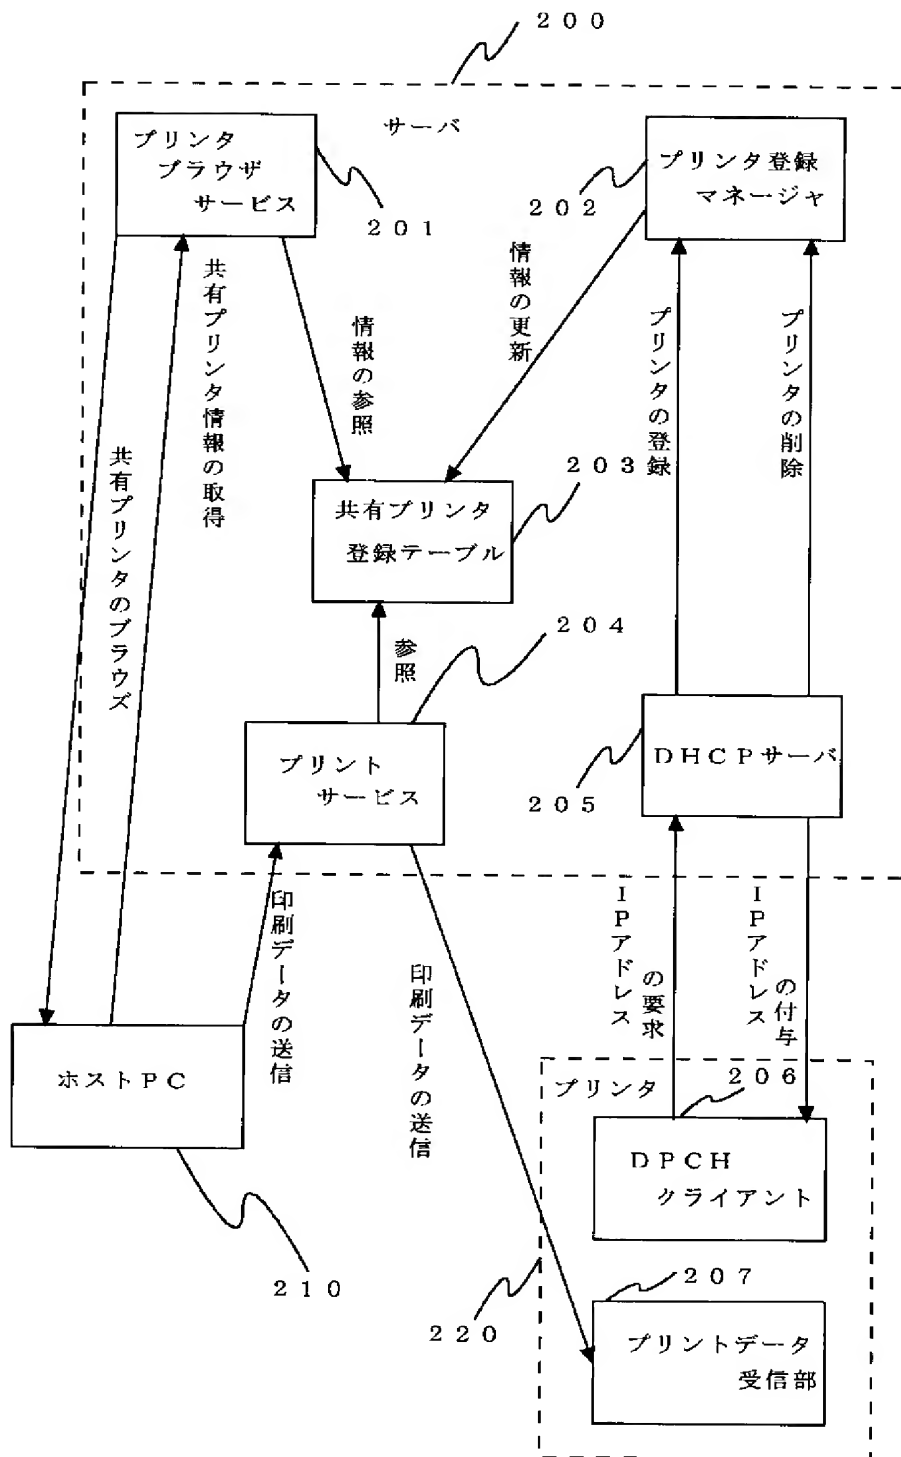 200
サーバ
プリンタ
ブラウザ
サービス
201
プリンタ登録
マネージャ
202
共有プリンタのブラウズ
共有プリンタ情報の取得
情報の参照
情報の更新
プリンタの登録
プリンタの削除
203
共有プリンタ
登録テーブル
参照
204
プリント
サービス
DHCPサーバ
205
印刷データの送信
印刷データの送信
IPアドレス
の要求
IPアドレス
の付与
ホストPC
210
プリンタ
206
DPCH
クライアント
207
プリントデータ
受信部
220